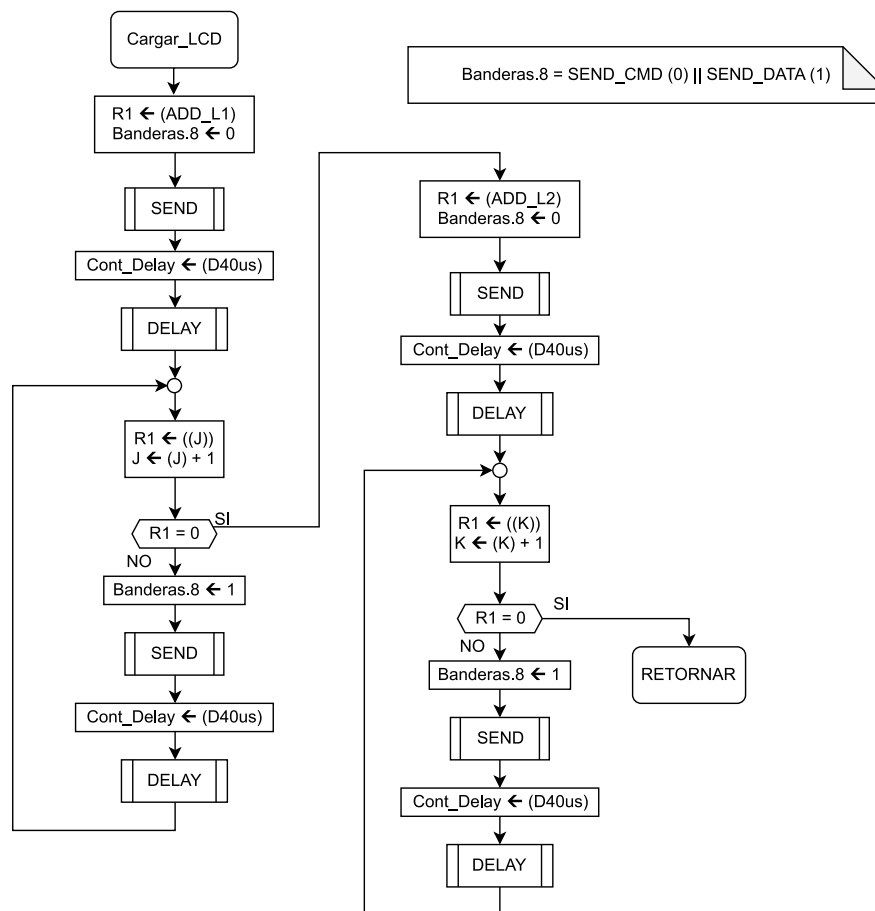 Cargar_LCD
Banderas.8 = SEND_CMD (0) || SEND_DATA (1)
R1 ← (ADD_L1)
Banderas.8 ← 0
SEND
Cont_Delay ← (D40us)
DELAY
R1 ← ((J))
J ← (J) + 1
R1 = 0
SI
NO
Banderas.8 ← 1
SEND
Cont_Delay ← (D40us)
DELAY
R1 ← (ADD_L2)
Banderas.8 ← 0
SEND
Cont_Delay ← (D40us)
DELAY
R1 ← ((K))
K ← (K) + 1
R1 = 0
SI
NO
RETORNAR
Banderas.8 ← 1
SEND
Cont_Delay ← (D40us)
DELAY